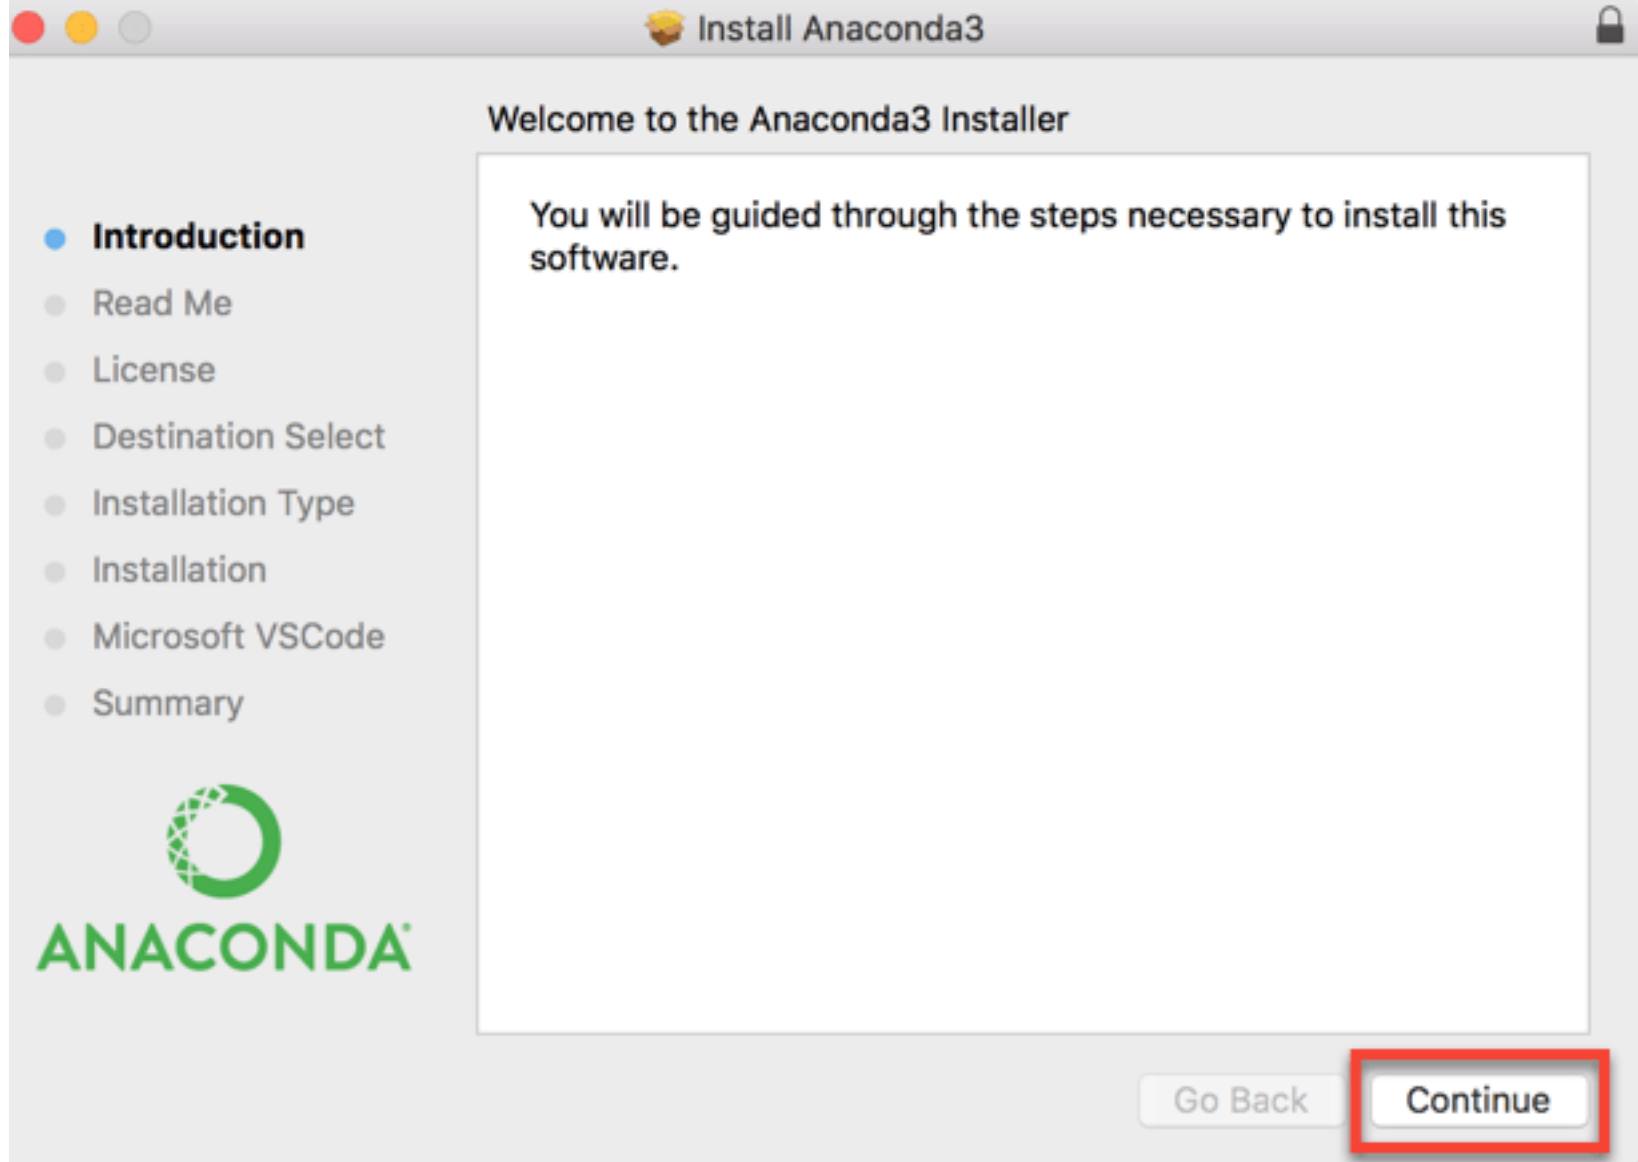 Install Anaconda3
Welcome to the Anaconda3 Installer
Introduction
Read Me
License
Destination Select
Installation Type
Installation
Microsoft VSCode
Summary
ANACONDA®
You will be guided through the steps necessary to install this
software.
Go Back
Continue